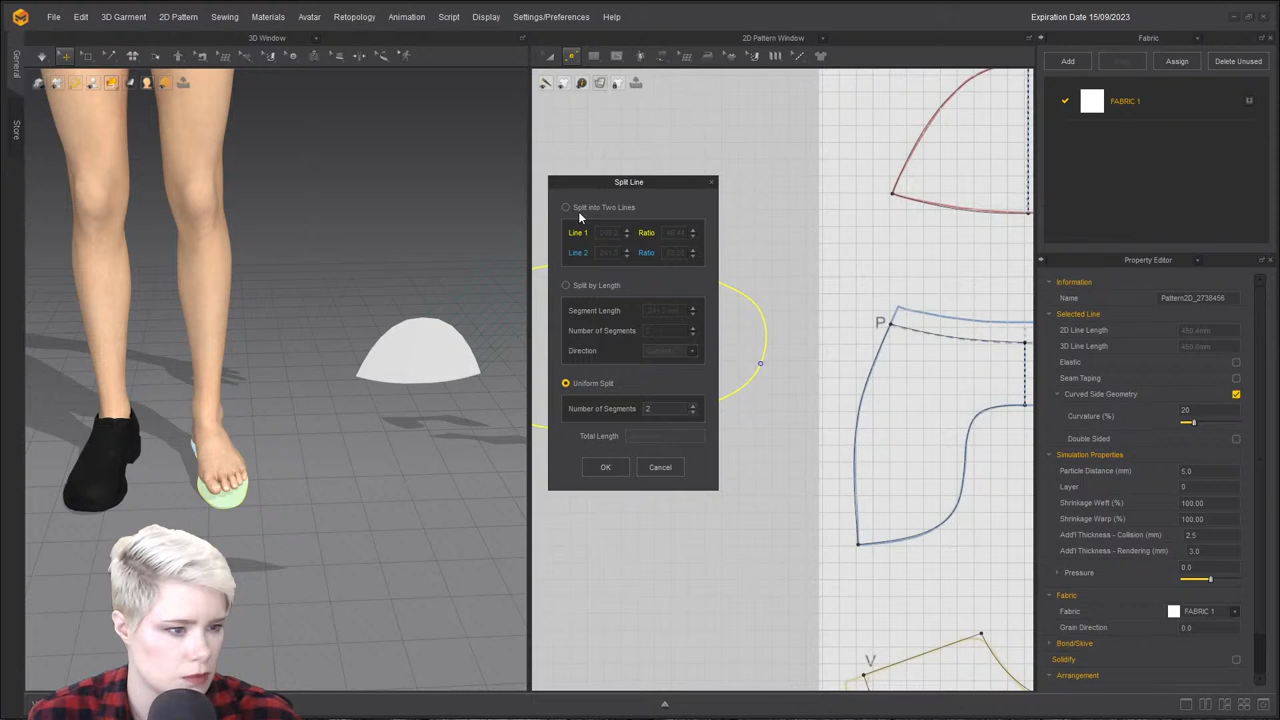 File Edit 3D Garment 2D Pattern Sewing Materials Avatar Retopology Animation Script Display Settings/Preferences Help
Expiration Date 15/09/2023
3D Window
2D Pattern Window
Fabric
General
Store
Add
Assign
Delete Unused
FABRIC 1
Split Line
Split into Two Lines
Line 1
Ratio
Line 2
Ratio
Split by Length
Segment Length
Number of Segments
Direction
Uniform Split
Number of Segments 2
Total Length
OK Cancel
P
V
Property Editor
Information
Name Pattern2D_2738456
Selected Line
2D Line Length 450.4mm
3D Line Length 450.8mm
Elastic
Seam Taping
Curved Side Geometry
Curvature (%) 20
Double Sided
Simulation Properties
Particle Distance (mm) 5.0
Layer 0
Shrinkage Weft (%) 100.00
Shrinkage Warp (%) 100.00
Add'l Thickness - Collision (mm) 2.5
Add'l Thickness - Rendering (mm) 3.0
Pressure 0.0
Fabric
Fabric FABRIC 1
Grain Direction 0.0
Bond/Skive
Solidify
Arrangement